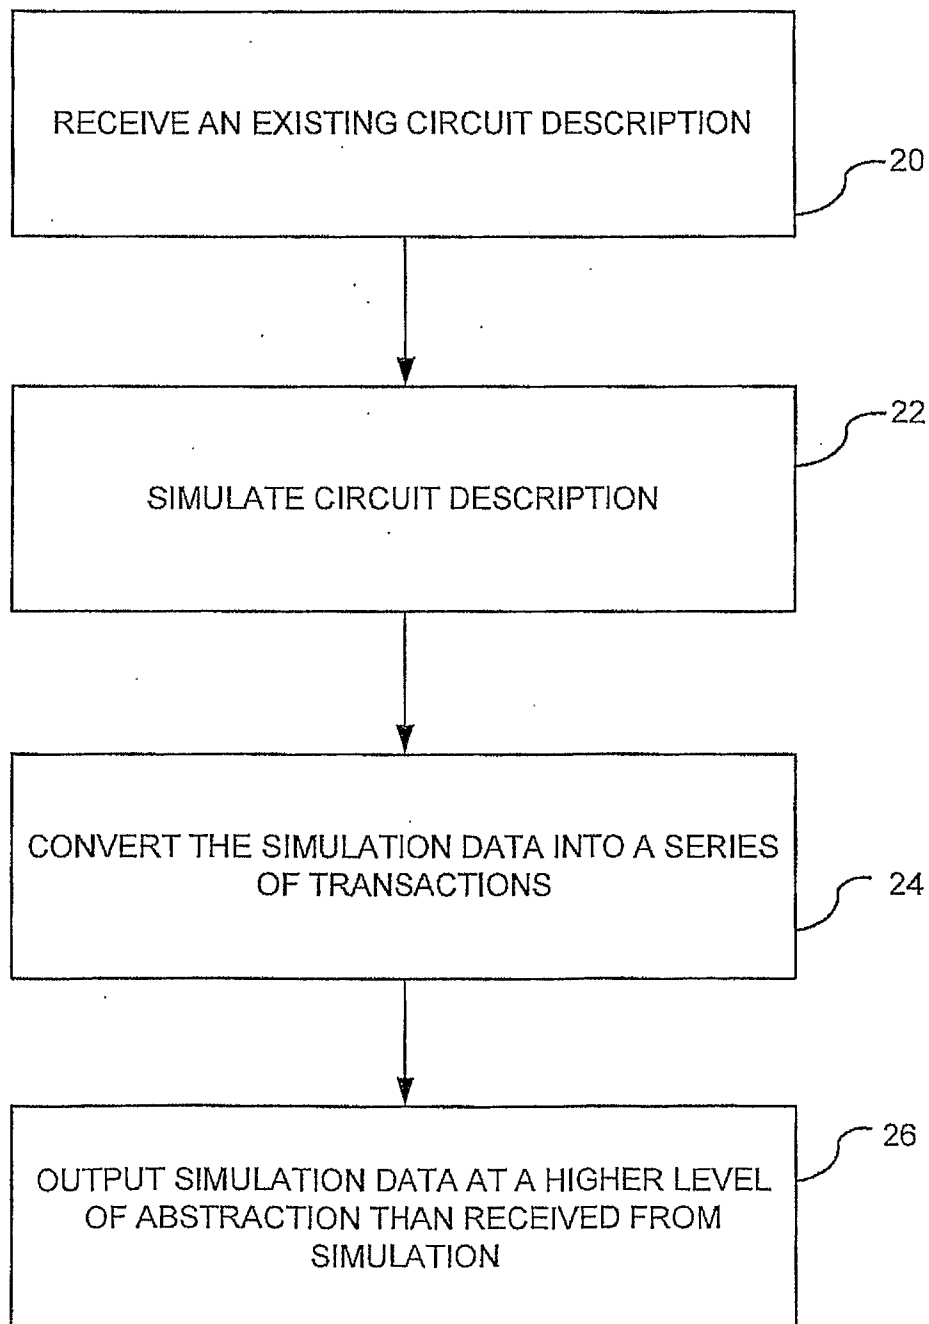 RECEIVE AN EXISTING CIRCUIT DESCRIPTION
20
22
SIMULATE CIRCUIT DESCRIPTION
CONVERT THE SIMULATION DATA INTO A SERIES
OF TRANSACTIONS
24
26
OUTPUT SIMULATION DATA AT A HIGHER LEVEL
OF ABSTRACTION THAN RECEIVED FROM
SIMULATION